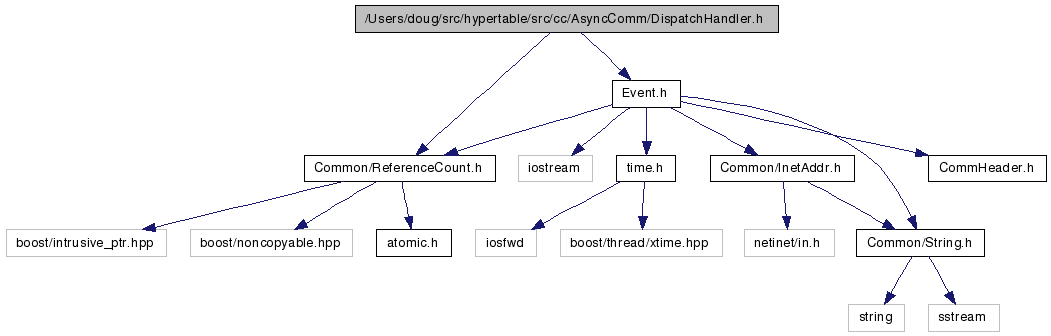 /Users/doug/src/hypertable/src/cc/AsyncComm/DispatchHandler.h
Event.h
Common/ReferenceCount.h
iostream
time.h
Common/InetAddr.h
CommHeader.h
boost/intrusive_ptr.hpp
boost/noncopyable.hpp
atomic.h
iosfwd
boost/thread/xtime.hpp
netinet/in.h
Common/String.h
string
sstream